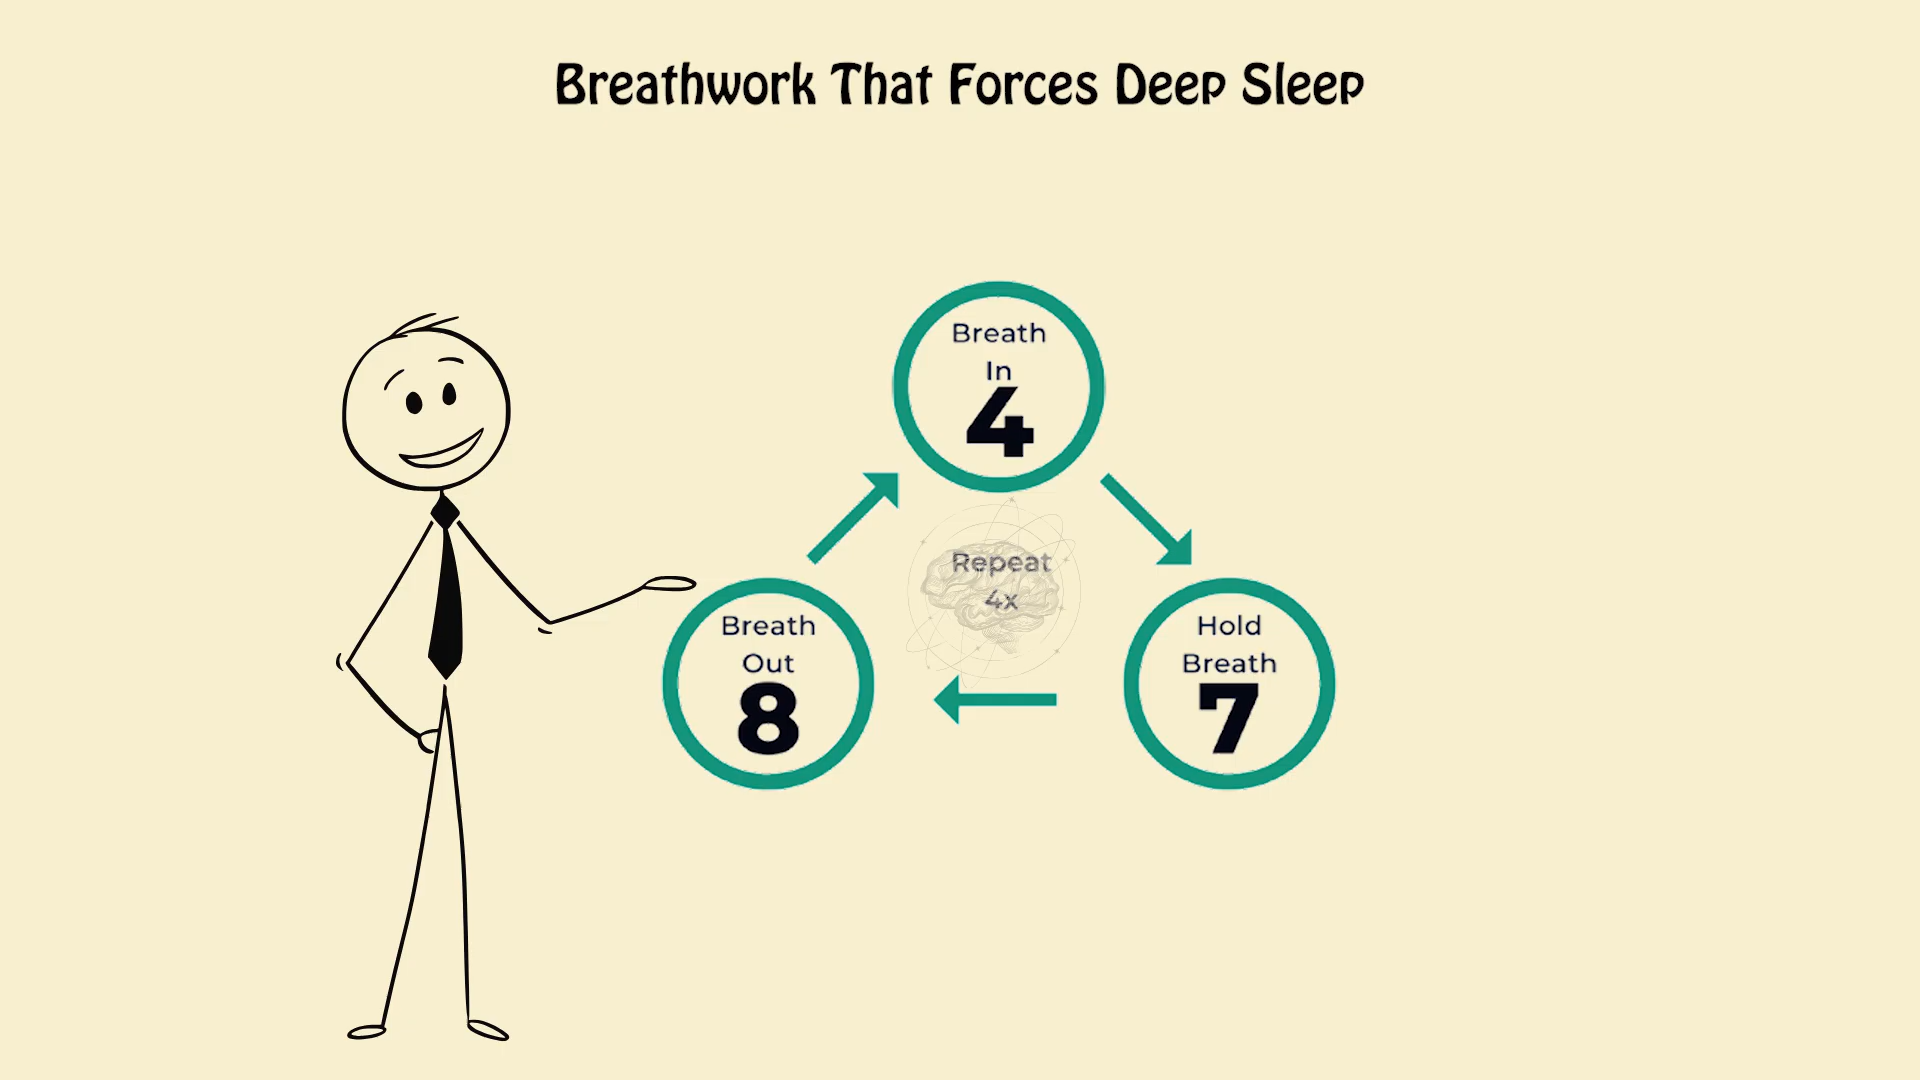 Breathwork That Forces Deep Sleep
Breath
In
4
Repeat
4x
Breath
Out
8
Hold
Breath
7